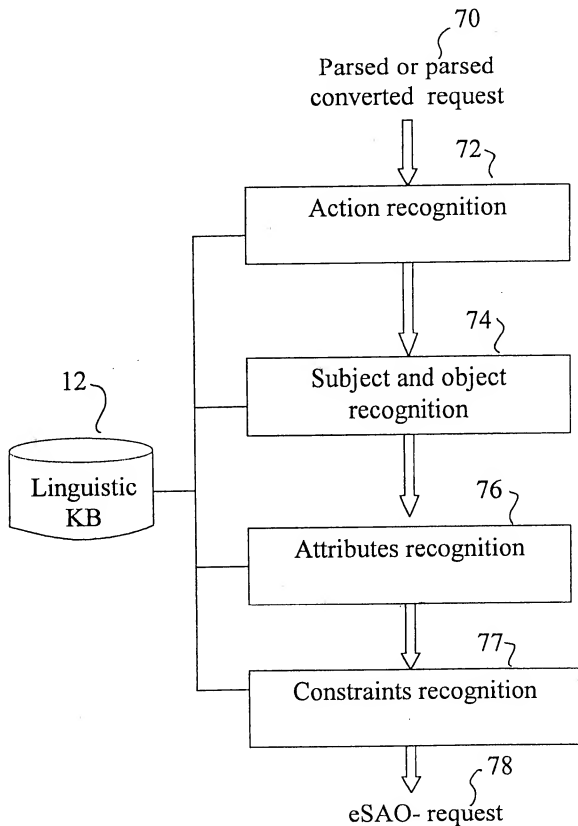 70
Parsed or parsed
converted request
72
Action recognition
74
Subject and object
recognition
12
Linguistic
KB
76
Attributes recognition
77
Constraints recognition
78
eSAO- request